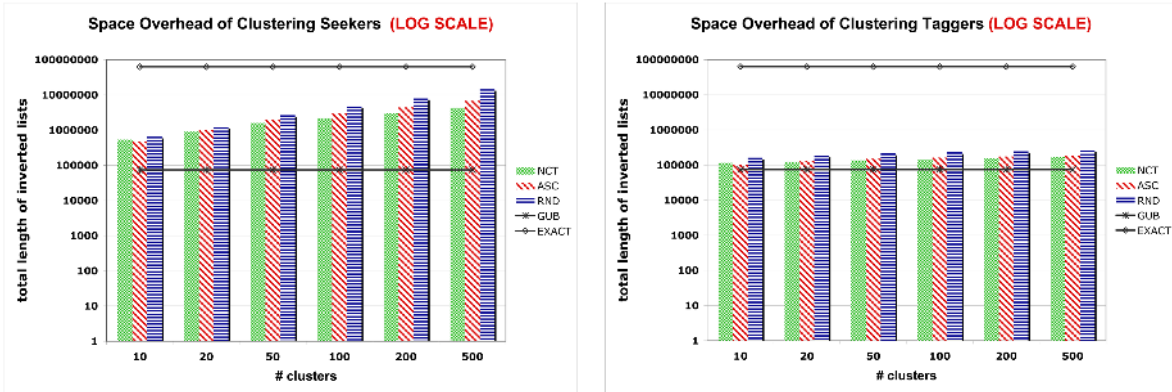 Space Overhead of Clustering Seekers (LOG SCALE)
total length of inverted lists
100000000
10000000
1000000
100000
10000
1000
100
10
1
10 20 50 100 200 500
# clusters
NCT
ASC
RND
GUB
EXACT
Space Overhead of Clustering Taggers (LOG SCALE)
total length of inverted lists
100000000
10000000
1000000
100000
10000
1000
100
10
1
10 20 50 100 200 500
# clusters
NCT
ASC
RND
GUB
EXACT